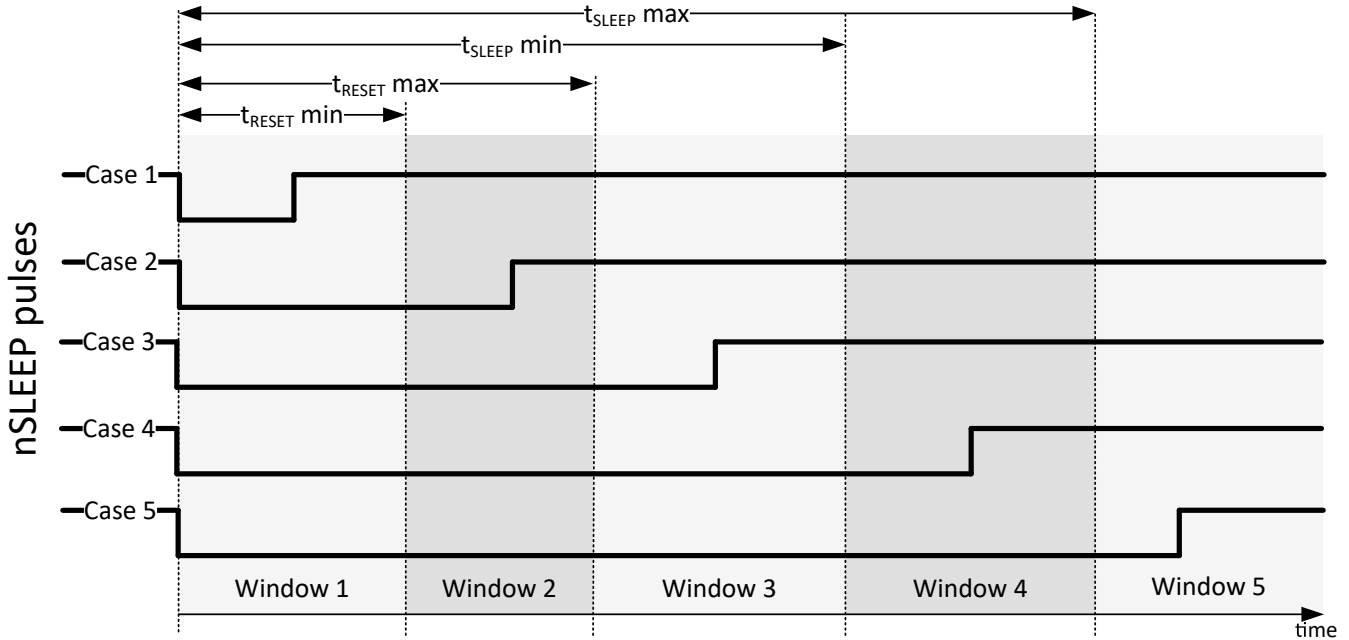 tSLEEP max
tSLEEP min
tRESET max
tRESET min
nSLEEP pulses
Case 1
Case 2
Case 3
Case 4
Case 5
Window 1 Window 2 Window 3 Window 4 Window 5
time